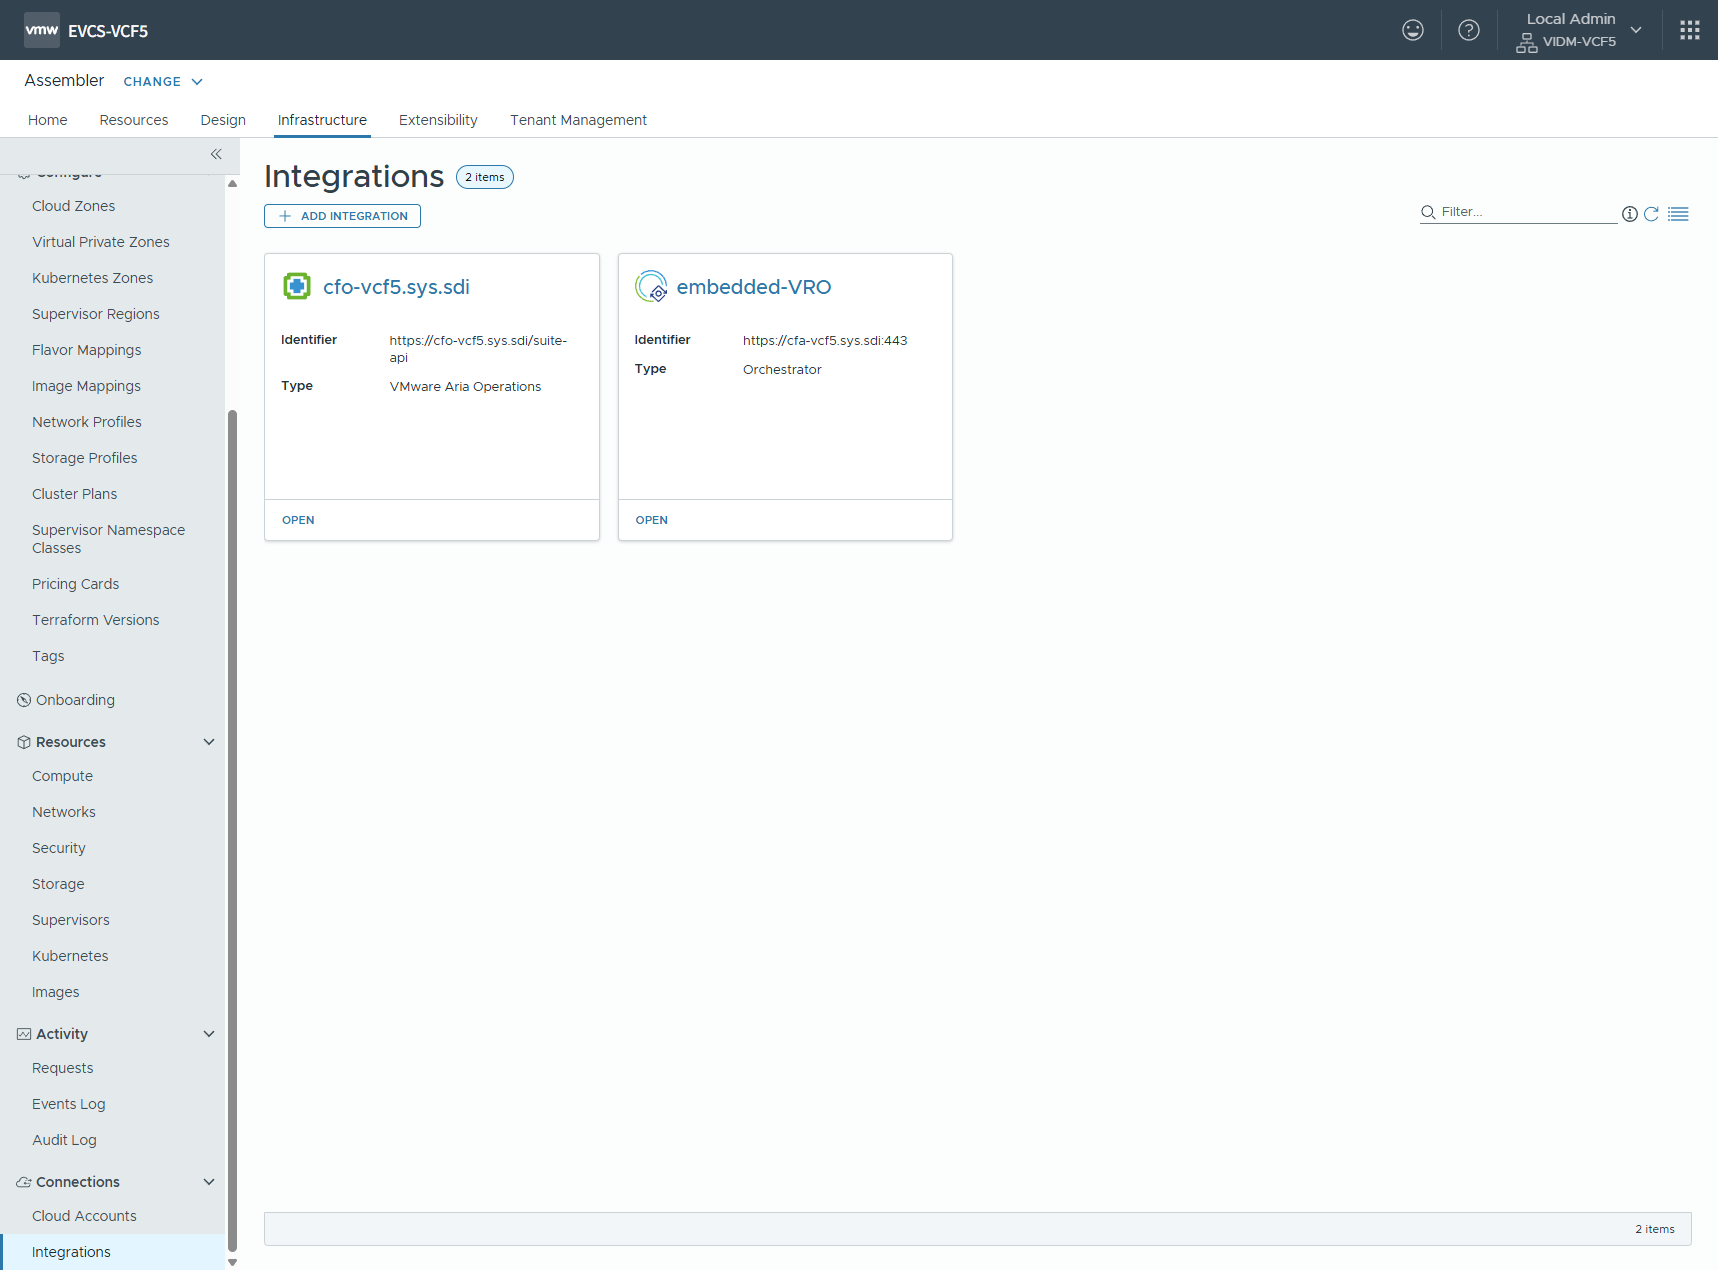 vmw EVCS-VCF5
Local Admin
VIDM-VCF5
Assembler CHANGE
Home Resources Design Infrastructure Extensibility Tenant Management
Configure
Cloud Zones
Virtual Private Zones
Kubernetes Zones
Supervisor Regions
Flavor Mappings
Image Mappings
Network Profiles
Storage Profiles
Cluster Plans
Supervisor Namespace
Classes
Pricing Cards
Terraform Versions
Tags
Onboarding
Resources
Compute
Networks
Security
Storage
Supervisors
Kubernetes
Images
Activity
Requests
Events Log
Audit Log
Connections
Cloud Accounts
Integrations
Integrations 2 items
ADD INTEGRATION
Filter...
cfo-vcf5.sys.sdi
Identifier https://cfo-vcf5.sys.sdi/suite-
api
Type VMware Aria Operations
OPEN
embedded-VRO
Identifier https://cfa-vcf5.sys.sdi:443
Type Orchestrator
OPEN
2 items